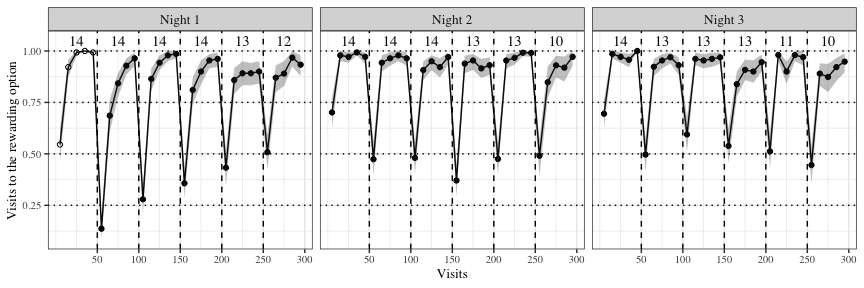 Night 1 Night 2 Night 3
14 14 14 14 13 12 14 14 14 13 13 10 14 13 13 13 11 10
1.00
0.75
0.50
0.25
Visits to the rewarding option
50 100 150 200 250 300 50 100 150 200 250 300 50 100 150 200 250 300
Visits